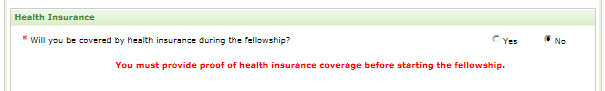 Health Insurance
* Will you be covered by health insurance during the fellowship? Yes No
You must provide proof of health insurance coverage before starting the fellowship.